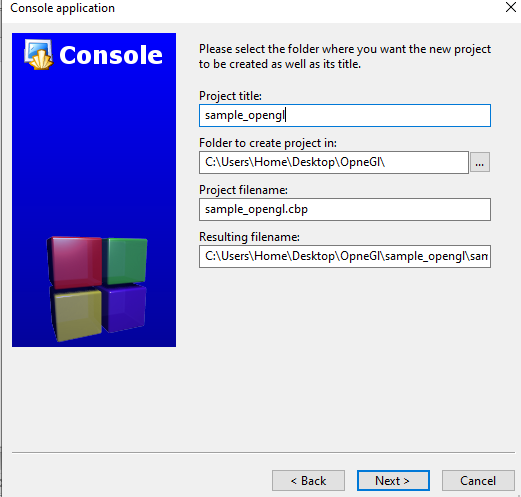 Console application
Console
Please select the folder where you want the new project
to be created as well as its title.
Project title:
sample_opengl
Folder to create project in:
C:\Users\Home\Desktop\OpneGl\
...
Project filename:
sample_opengl.cbp
Resulting filename:
C:\Users\Home\Desktop\OpneGl\sample_opengl\sam
< Back
Next >
Cancel